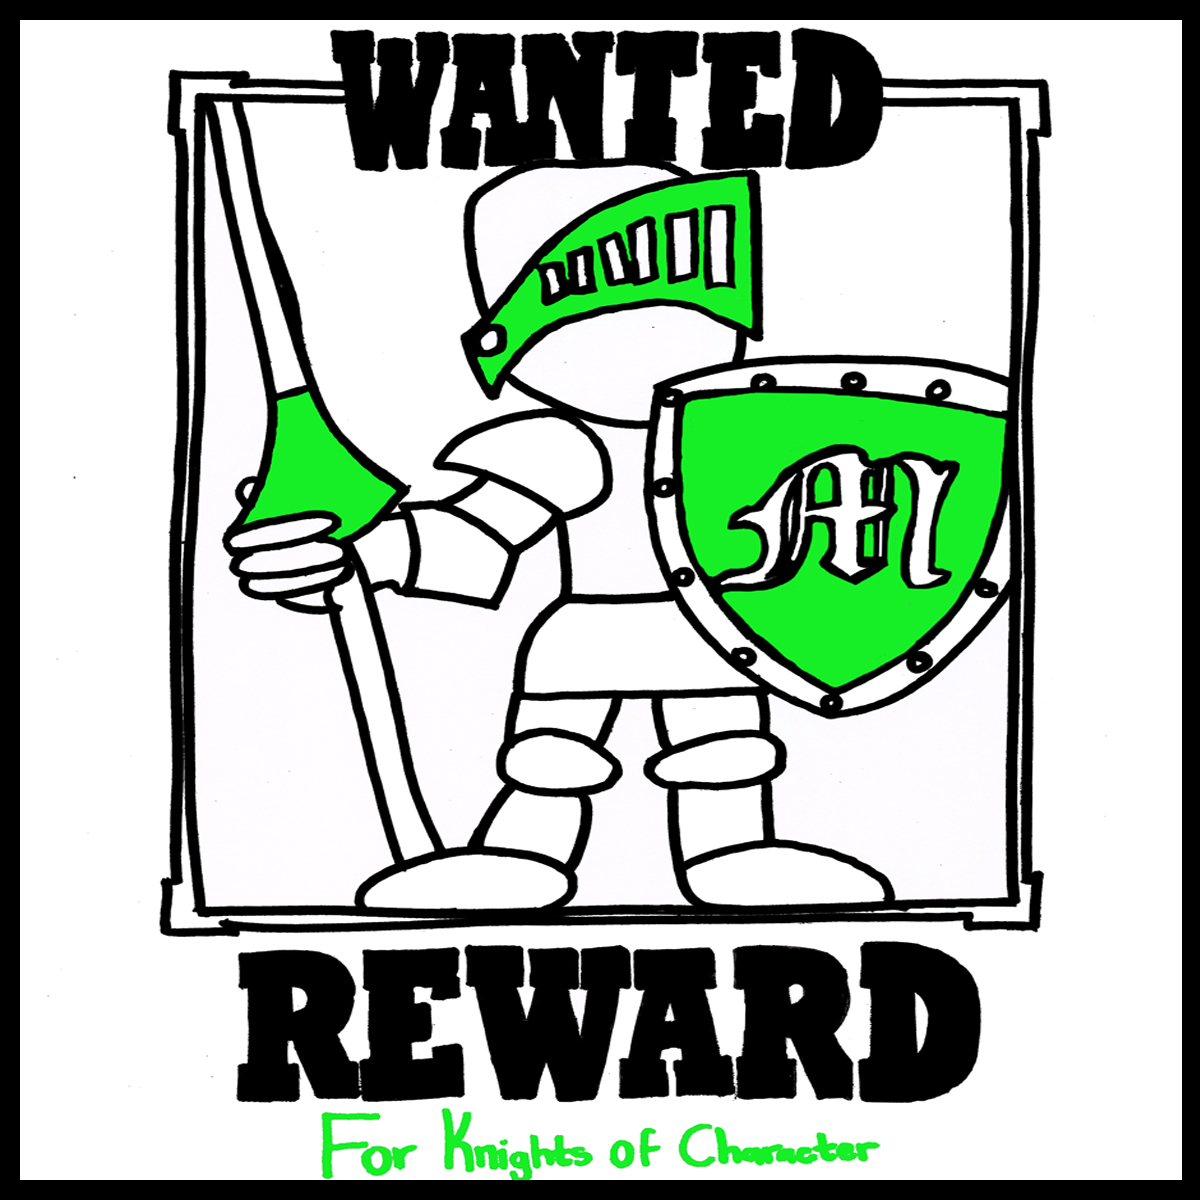 WANTED
M
REWARD
For Knights of Character